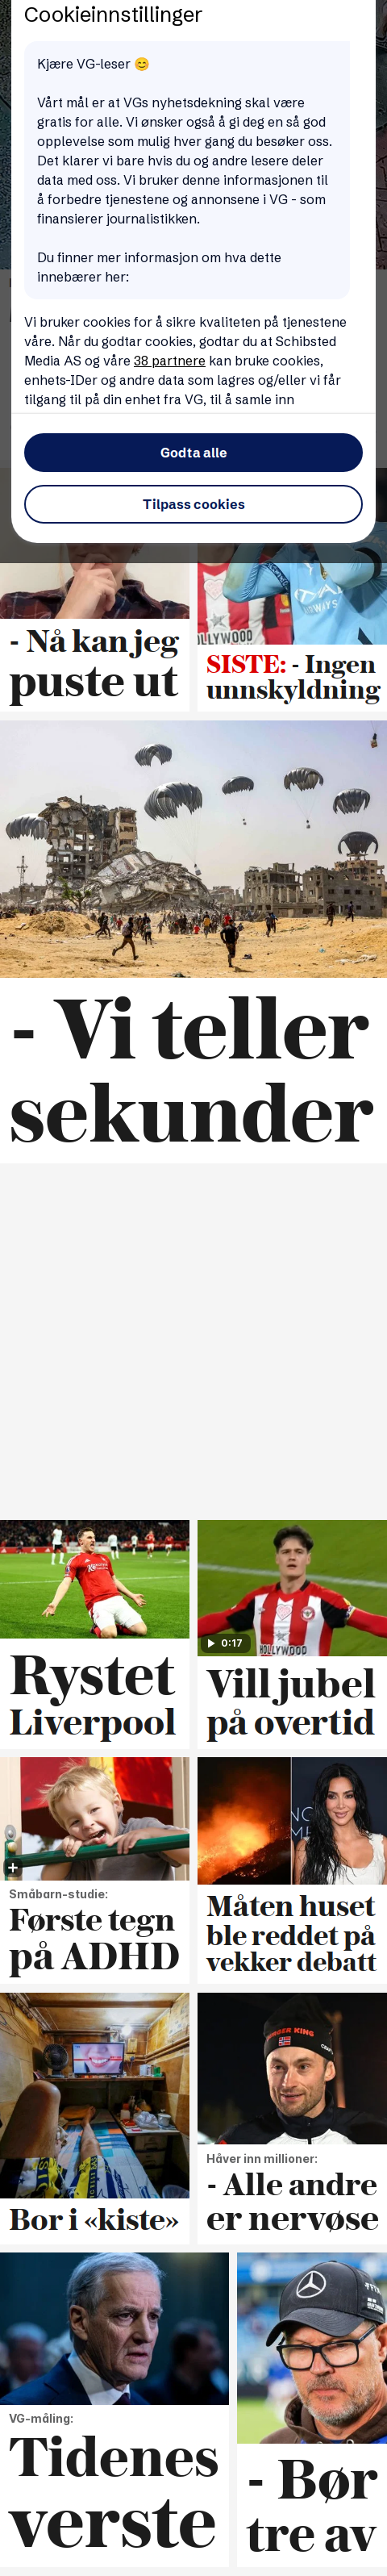 Cookieinnstillinger
Kjære VG-leser 😊
Vårt mål er at VGs nyhetsdekning skal være
gratis for alle. Vi ønsker også å gi deg en så god
opplevelse som mulig hver gang du besøker oss.
Det klarer vi bare hvis du og andre lesere deler
data med oss. Vi bruker denne informasjonen til
å forbedre tjenestene og annonsene i VG - som
finansierer journalistikken.
Du finner mer informasjon om hva dette
innebærer her:
Vi bruker cookies for å sikre kvaliteten på tjenestene
våre. Når du godtar cookies, godtar du at Schibsted
Media AS og våre 38 partnere kan bruke cookies,
enhets-IDer og andre data som lagres og/eller vi får
tilgang til på din enhet fra VG, til å samle inn
Godta alle
Tilpass cookies
- Nå kan jeg
puste ut
HOLLYWOOD
AIRWAYS
SISTE: - Ingen
unnskyldning
- Vi teller
sekunder
Rystet
Liverpool
0:17
HOLLYWOOD
Vill jubel
på overtid
Småbarn-studie:
Første tegn
på ADHD
Måten huset
ble reddet på
vekker debatt
Bor i «kiste»
BURGER KING
Håver inn millioner:
- Alle andre
er nervøse
VG-måling:
Tidenes
verste
- Bør
tre av